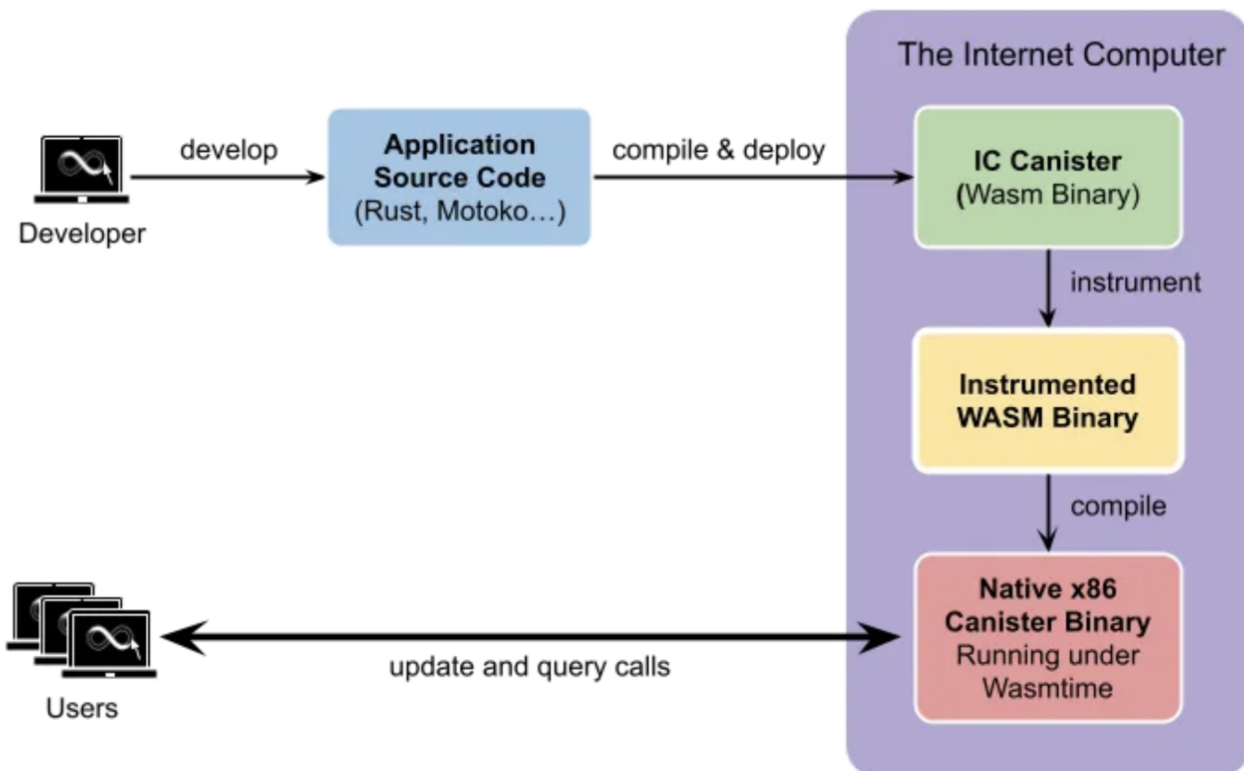 The Internet Computer
develop
Application
Source Code
(Rust, Motoko…)
compile & deploy
IC Canister
(Wasm Binary)
Developer
instrument
Instrumented
WASM Binary
compile
Native x86
Canister Binary
Running under
Wasmtime
update and query calls
Users